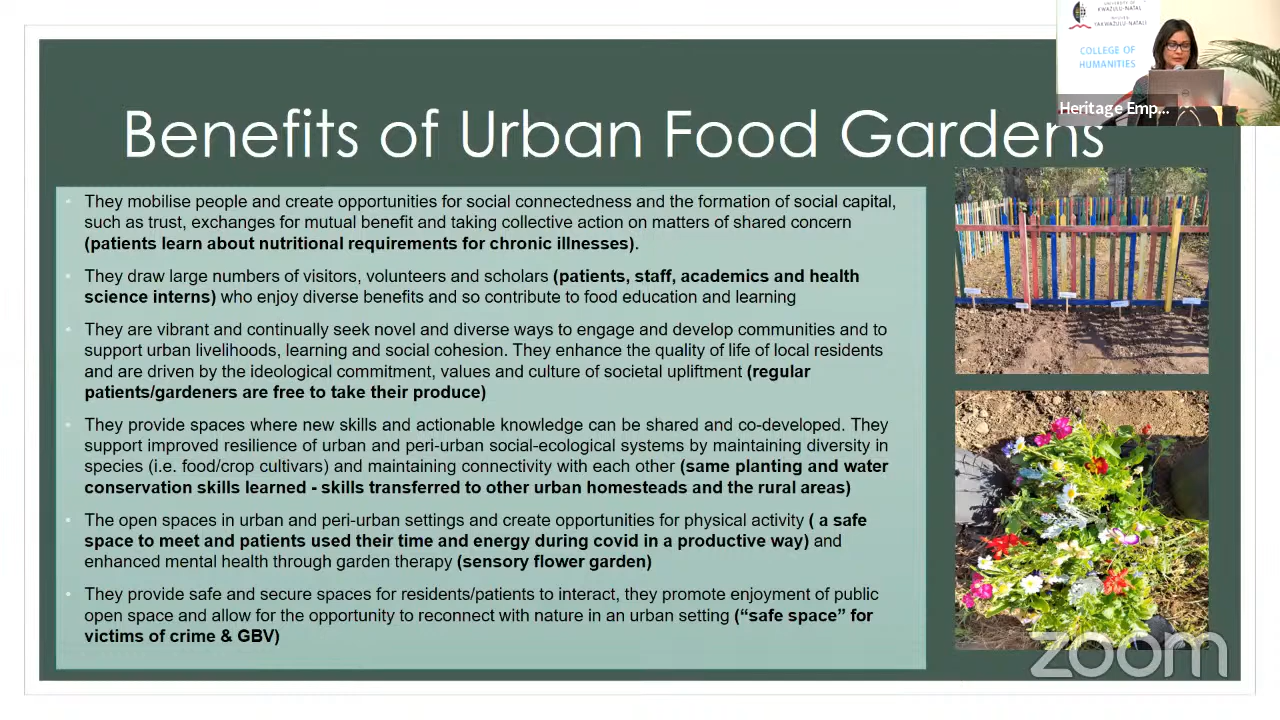 UNIVERSITY OF
KWAZULU-NATAL
INYUVESI
YAKWAZULU-NATALI
COLLEGE OF
HUMANITIES
Heritage Emp...
Benefits of Urban Food Gardens
They mobilise people and create opportunities for social connectedness and the formation of social capital,
such as trust, exchanges for mutual benefit and taking collective action on matters of shared concern
(patients learn about nutritional requirements for chronic illnesses).
They draw large numbers of visitors, volunteers and scholars (patients, staff, academics and health
science interns) who enjoy diverse benefits and so contribute to food education and learning
They are vibrant and continually seek novel and diverse ways to engage and develop communities and to
support urban livelihoods, learning and social cohesion. They enhance the quality of life of local residents
and are driven by the ideological commitment, values and culture of societal upliftment (regular
patients/gardeners are free to take their produce)
They provide spaces where new skills and actionable knowledge can be shared and co-developed. They
support improved resilience of urban and peri-urban social-ecological systems by maintaining diversity in
species (i.e. food/crop cultivars) and maintaining connectivity with each other (same planting and water
conservation skills learned - skills transferred to other urban homesteads and the rural areas)
The open spaces in urban and peri-urban settings and create opportunities for physical activity ( a safe
space to meet and patients used their time and energy during covid in a productive way) and
enhanced mental health through garden therapy (sensory flower garden)
They provide safe and secure spaces for residents/patients to interact, they promote enjoyment of public
open space and allow for the opportunity to reconnect with nature in an urban setting (“safe space” for
victims of crime & GBV)
zoom